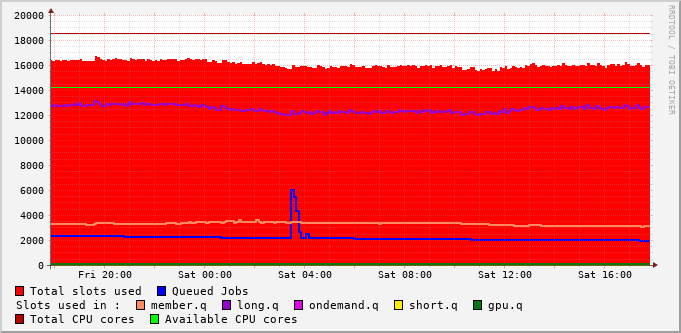 RRDTOOL / TOBI OETIKER
20000
18000
16000
14000
12000
10000
8000
6000
4000
2000
0
Fri 20:00 Sat 00:00 Sat 04:00 Sat 08:00 Sat 12:00 Sat 16:00
Total slots used Queued Jobs
Slots used in : member.q long.q ondemand.q short.q gpu.q
Total CPU cores Available CPU cores